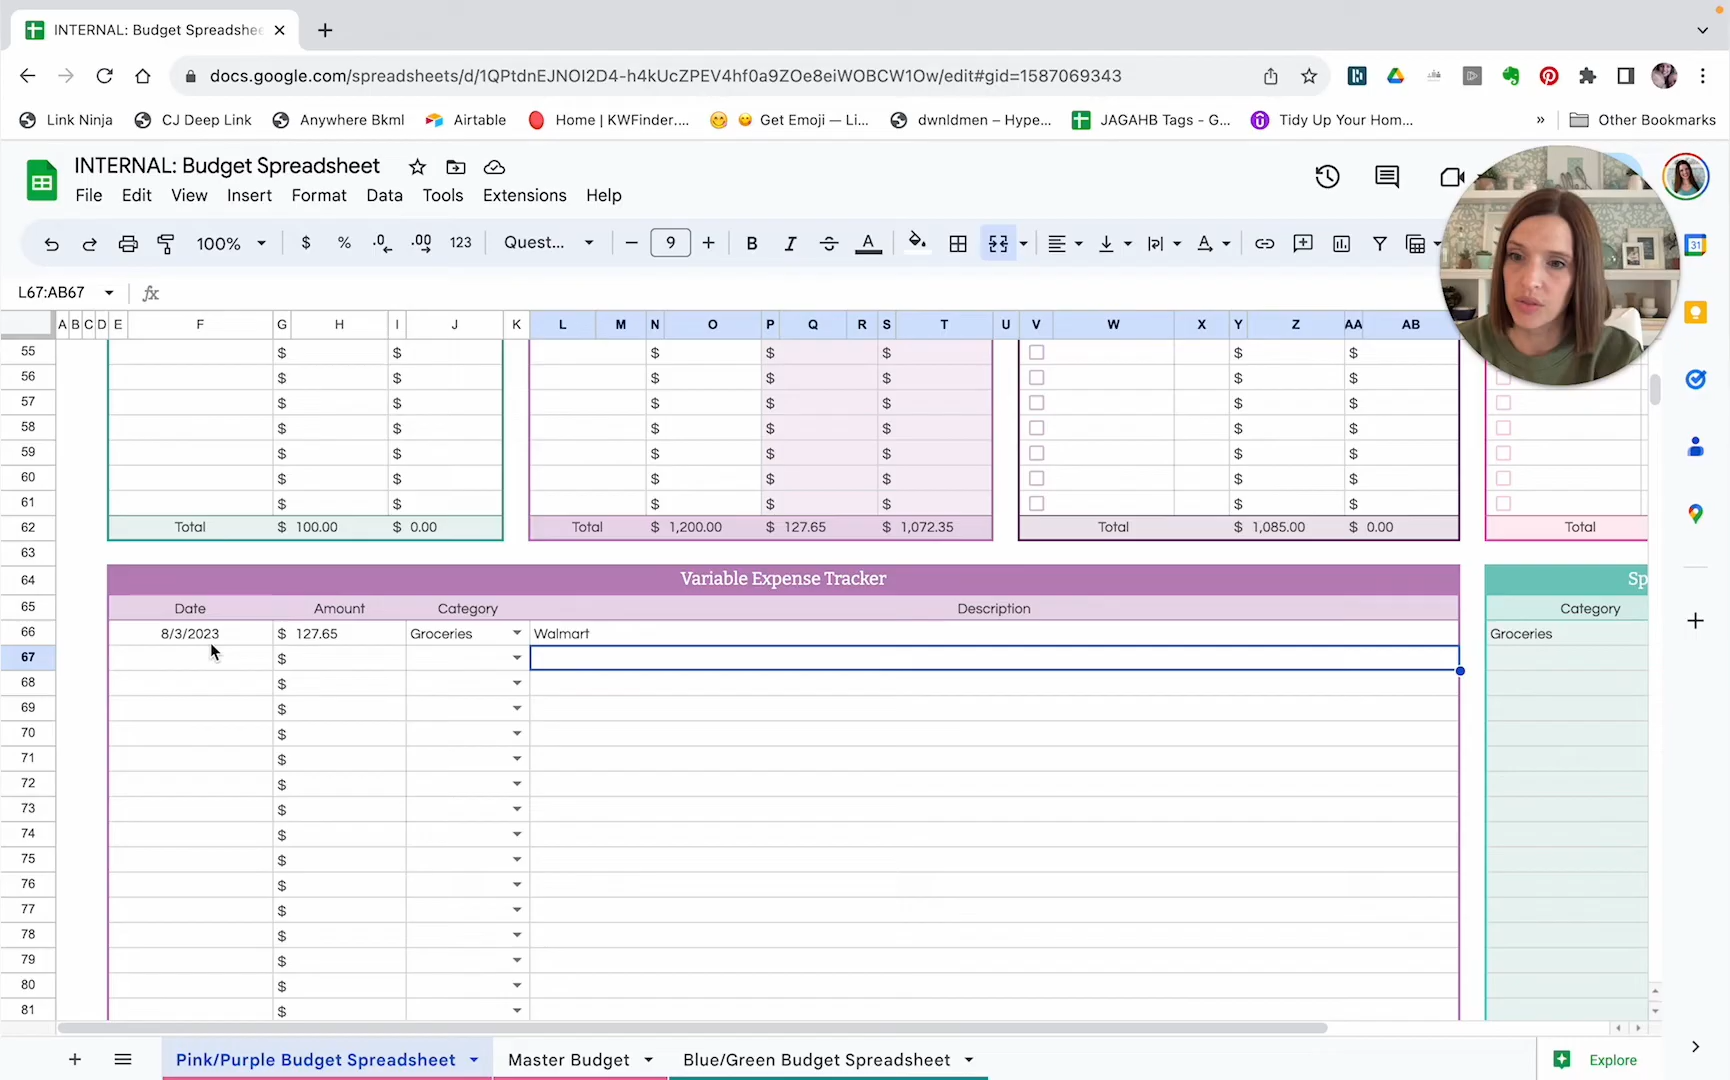 INTERNAL: Budget Spreadshee
docs.google.com/spreadsheets/d/1QPtdnEJNOI2D4-h4kUcZPEV4hf0a9ZOe8eiWOBCW1Ow/edit#gid=1587069343
Link Ninja CJ Deep Link Anywhere Bkml Airtable Home | KWFinder.... Get Emoji — Li... dwnldmen – Hype... JAGAHB Tags - G... Tidy Up Your Hom... » Other Bookmarks
INTERNAL: Budget Spreadsheet
File Edit View Insert Format Data Tools Extensions Help
100% $ % .0 .00 123 Quest... − 9 + B I A 31
L67:AB67 fx
A B C D E F G H I J K L M N O P Q R S T U V W X Y Z AA AB
55 $ $ $ $ $ $ $
56 $ $ $ $ $ $ $
57 $ $ $ $ $ $ $
58 $ $ $ $ $ $ $
59 $ $ $ $ $ $ $
60 $ $ $ $ $ $ $
61 $ $ $ $ $ $ $
62 Total $ 100.00 $ 0.00 Total $ 1,200.00 $ 127.65 $ 1,072.35 Total $ 1,085.00 $ 0.00 Total
63
64 Variable Expense Tracker Sp
65 Date Amount Category Description Category
66 8/3/2023 $ 127.65 Groceries Walmart Groceries
67 $
68 $
69 $
70 $
71 $
72 $
73 $
74 $
75 $
76 $
77 $
78 $
79 $
80 $
81 $
Pink/Purple Budget Spreadsheet Master Budget Blue/Green Budget Spreadsheet Explore